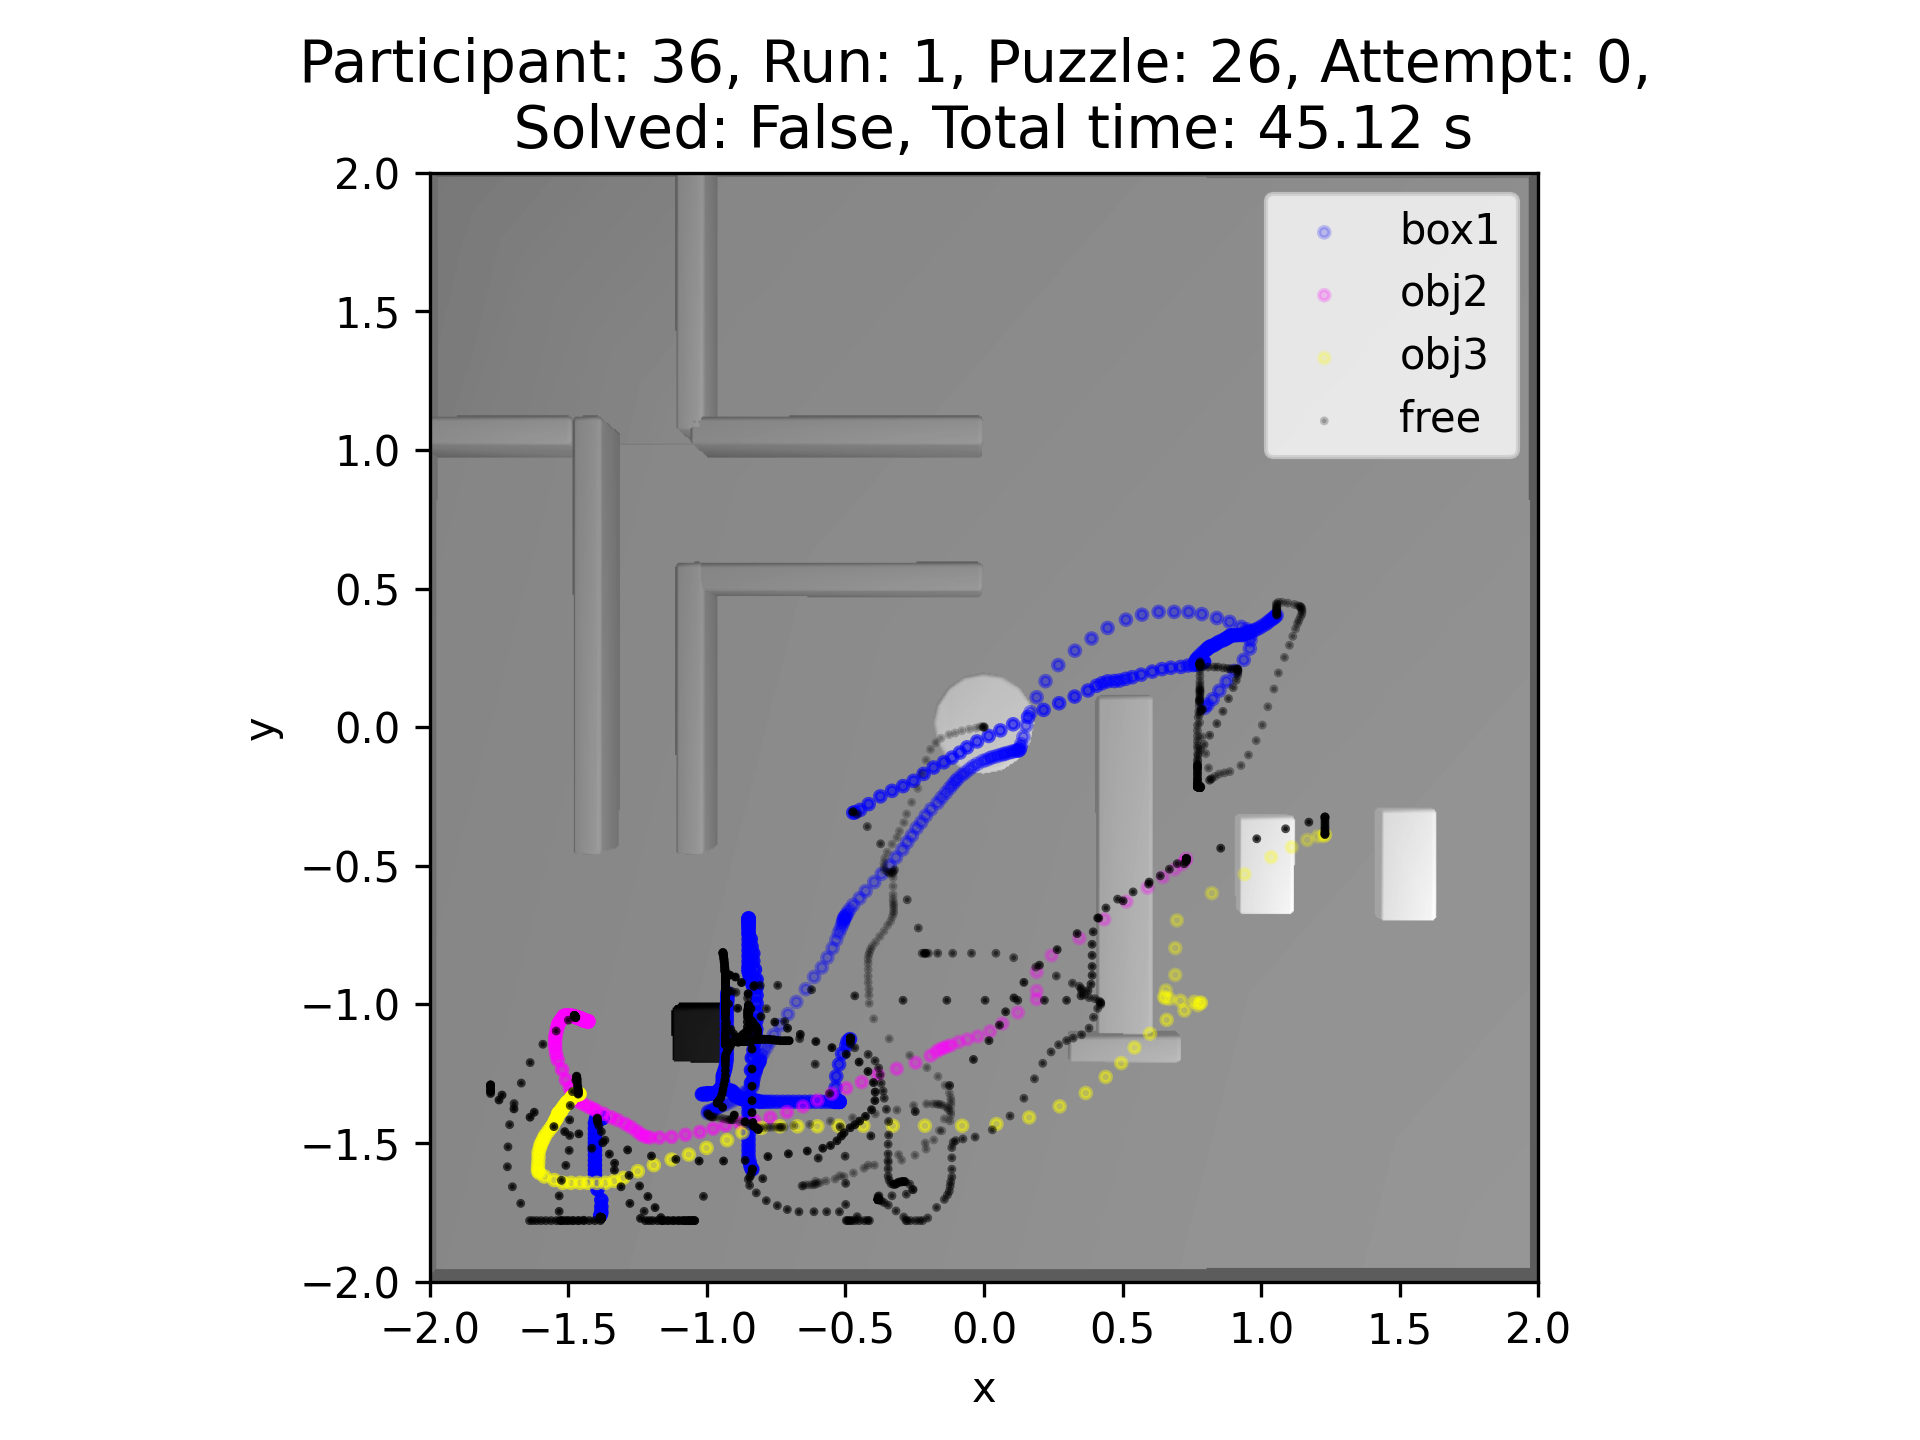 Participant: 36, Run: 1, Puzzle: 26, Attempt: 0,
Solved: False, Total time: 45.12 s
2.0
1.5
1.0
0.5
0.0
−0.5
−1.0
−1.5
−2.0
y
box1
obj2
obj3
free
−2.0 −1.5 −1.0 −0.5 0.0 0.5 1.0 1.5 2.0
x